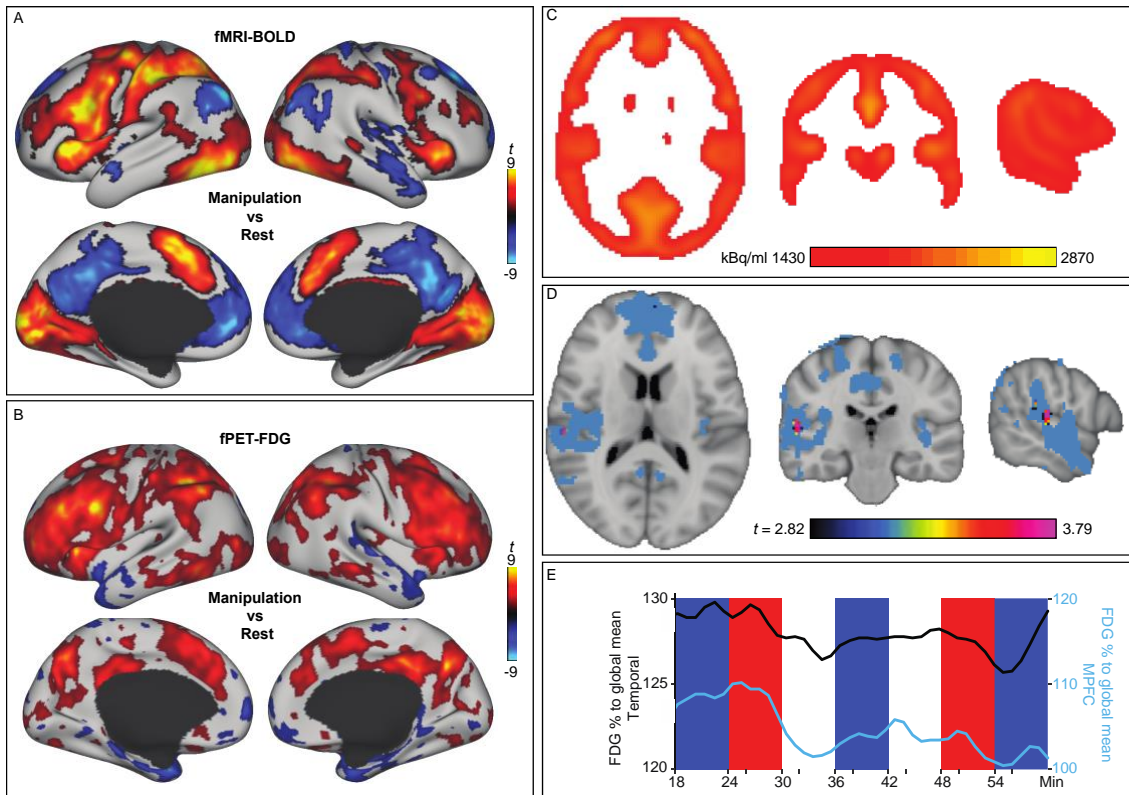 A
fMRI-BOLD
t
9
-9
Manipulation
vs
Rest
B
fPET-FDG
t
9
-9
Manipulation
vs
Rest
C
kBq/ml 1430
2870
D
t = 2.82
3.79
E
130
125
120
FDG % to global mean
Temporal
120
110
100
FDG % to global mean
MPFC
18 24 30 36 42 48 54 Min